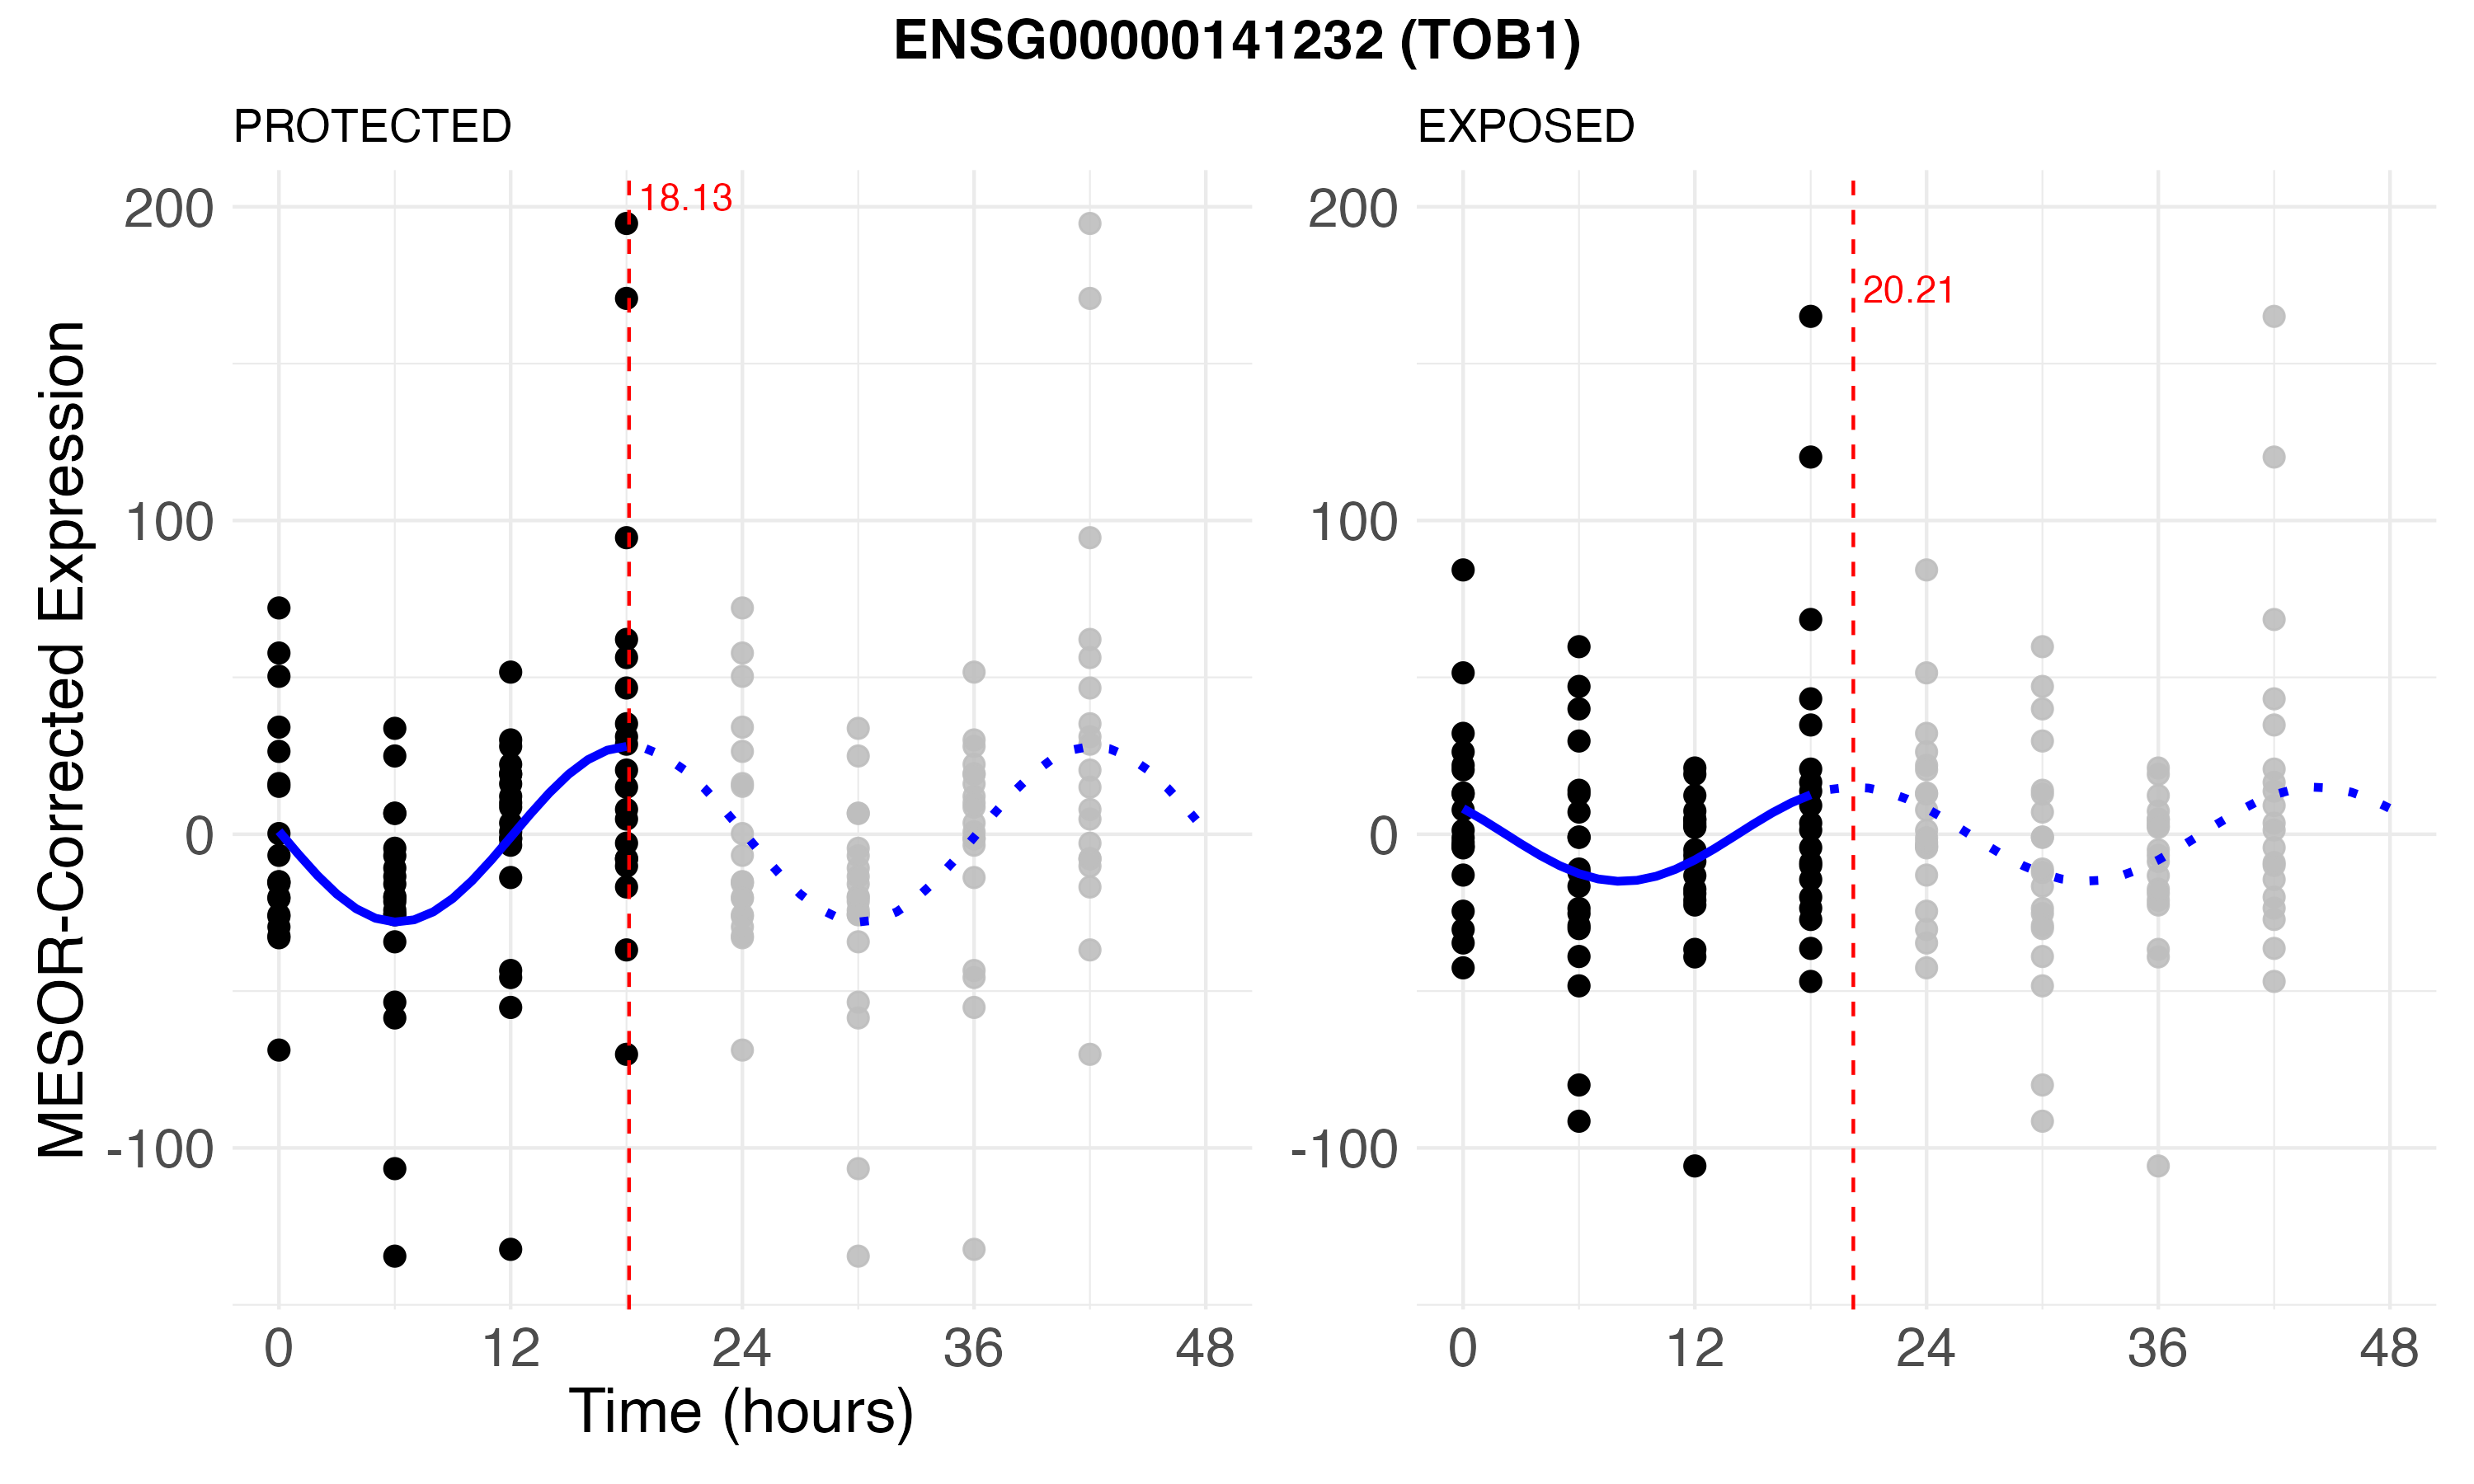 ENSG00000141232 (TOB1)
PROTECTED
EXPOSED
MESOR-Corrected Expression
200
100
0
-100
18.13
0 12 24 36 48
200
100
0
-100
20.21
0 12 24 36 48
Time (hours)